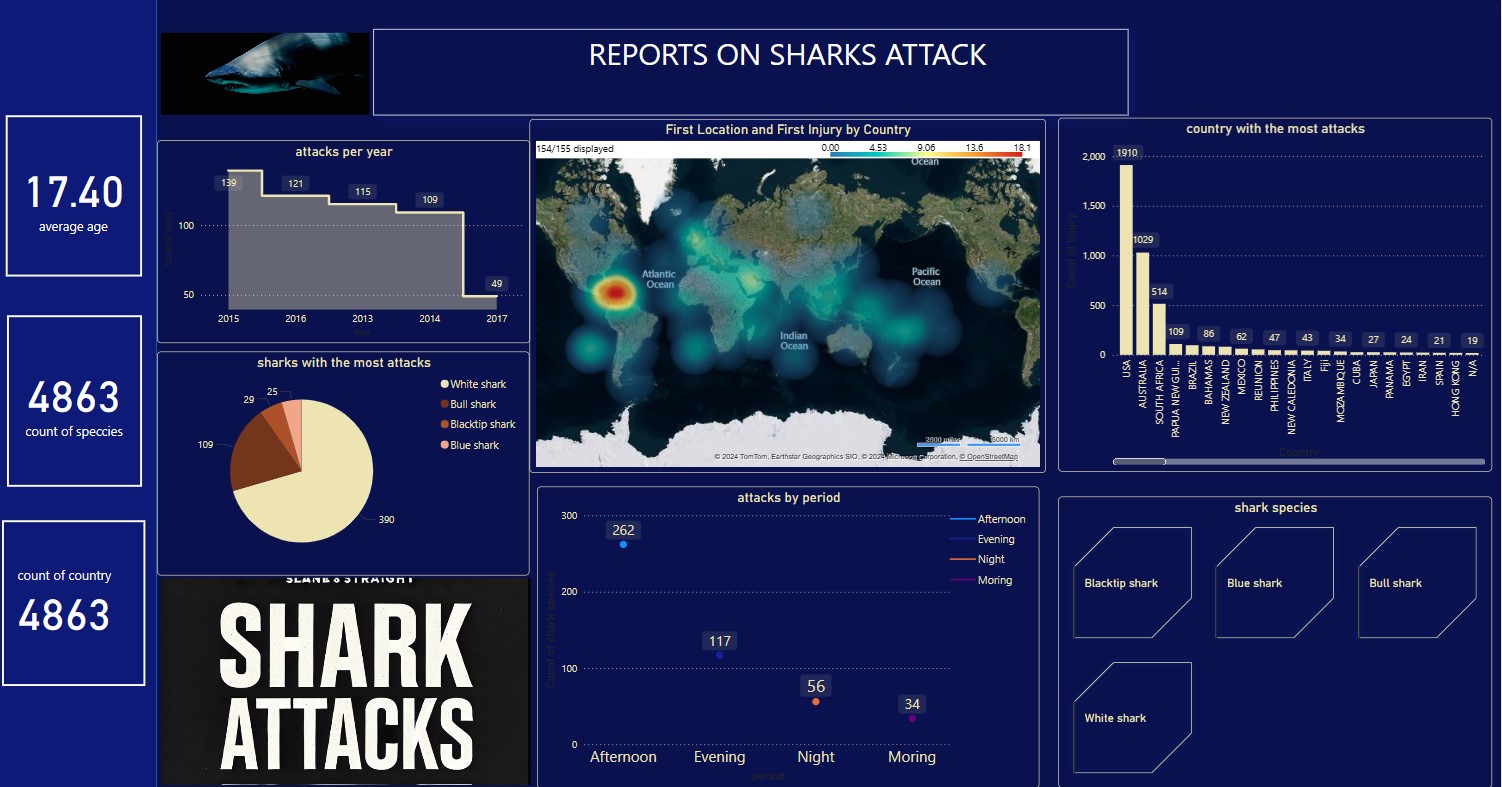 REPORTS ON SHARKS ATTACK
17.40
average age
4863
count of speccies
count of country
4863
attacks per year
139
121
115
109
49
100
50
2015
2016
2013
2014
2017
Year
sharks with the most attacks
25
29
109
390
White shark
Bull shark
Blacktip shark
Blue shark
SLANE & STRAIGHT
SHARK
ATTACKS
First Location and First Injury by Country
154/155 displayed
0.00 4.53 9.06 13.6 18.1
Ocean
Atlantic
Ocean
Pacific
Ocean
Indian
Ocean
2500 miles
5000 km
© 2024 TomTom, Earthstar Geographics SIO, © 2024 Microsoft Corporation, © OpenStreetMap
attacks by period
300
200
100
0
262
117
56
34
Afternoon
Evening
Night
Moring
Afternoon
Evening
Night
Moring
period
Count of shark species
country with the most attacks
2,000
1,500
1,000
500
0
1910
1029
514
109
86
62
47
43
34
27
24
21
19
USA
AUSTRALIA
SOUTH AFRICA
PAPUA NEW GUI...
BRAZIL
BAHAMAS
NEW ZEALAND
MEXICO
REUNION
PHILIPPINES
NEW CALEDONIA
ITALY
Fiji
MOZAMBIQUE
CUBA
JAPAN
PANAMA
EGYPT
IRAN
SPAIN
HONG KONG
N/A
Count of Injury
Country
shark species
Blacktip shark
Blue shark
Bull shark
White shark